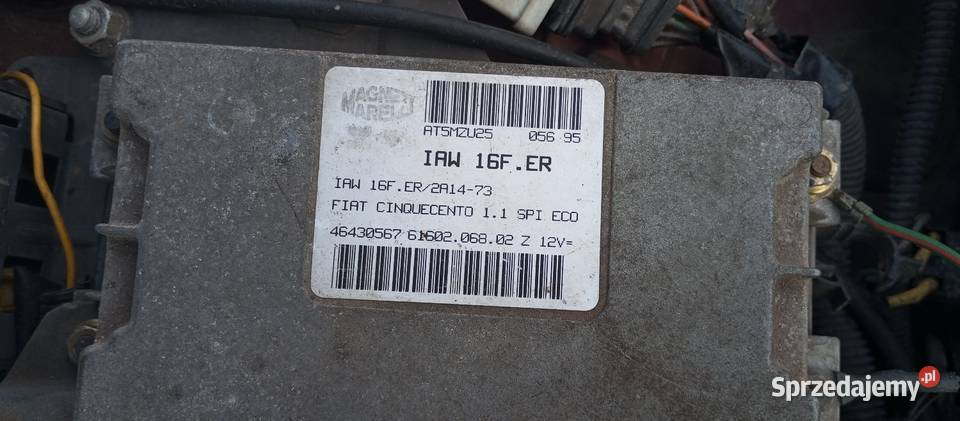 MAGNETI
MARELLI
AT5MZU25 056 95
IAW 16F.ER
IAW 16F.ER/2A14-73
FIAT CINQUECENTO 1.1 SPI ECO
46430567 61602.068.02 Z 12V=
Sprzedajemy.pl